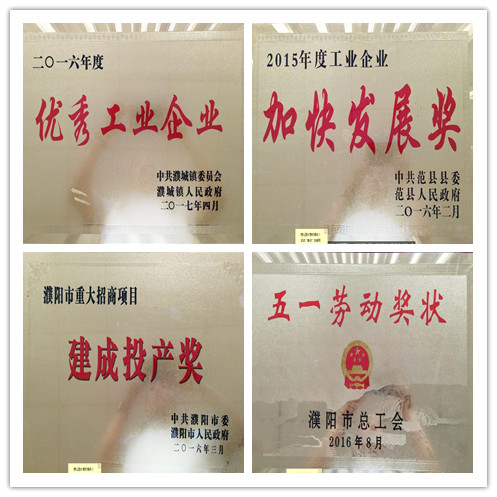 二〇一六年度
优秀工业企业
中共濮城镇委员会
濮城镇人民政府
二〇一七年四月
2015年度工业企业
加快发展奖
中共范县县委
范县人民政府
二〇一六年二月
濮阳市重大招商项目
建成投产奖
中共濮阳市委
濮阳市人民政府
二〇一六年三月
五一劳动奖状
濮阳市总工会
2016年8月